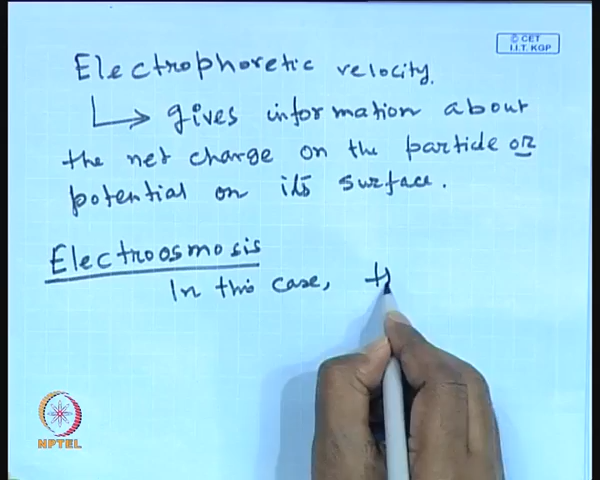 © CET
I.I.T. KGP
Electrophoretic velocity.
gives information about
the net charge on the particle or
potential on its surface.
Electroosmosis
In this case, th
NPTEL